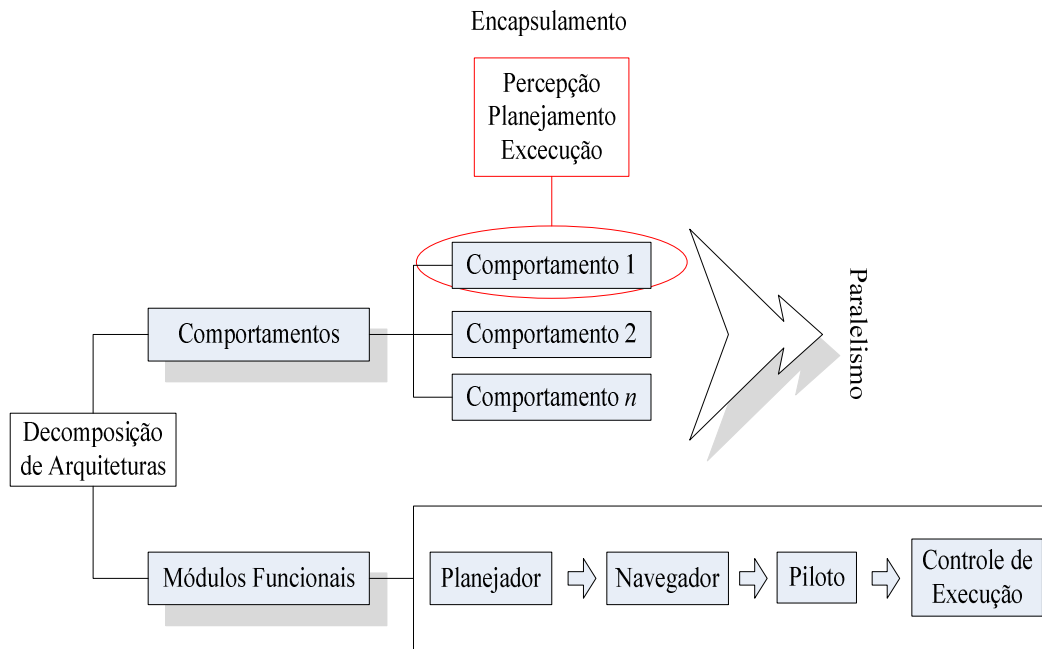 Encapsulamento
Percepção
Planejamento
Excecução
Comportamento 1
Comportamentos
Comportamento 2
Comportamento n
Paralelismo
Decomposição
de Arquiteturas
Módulos Funcionais
Planejador
Navegador
Piloto
Controle de
Execução